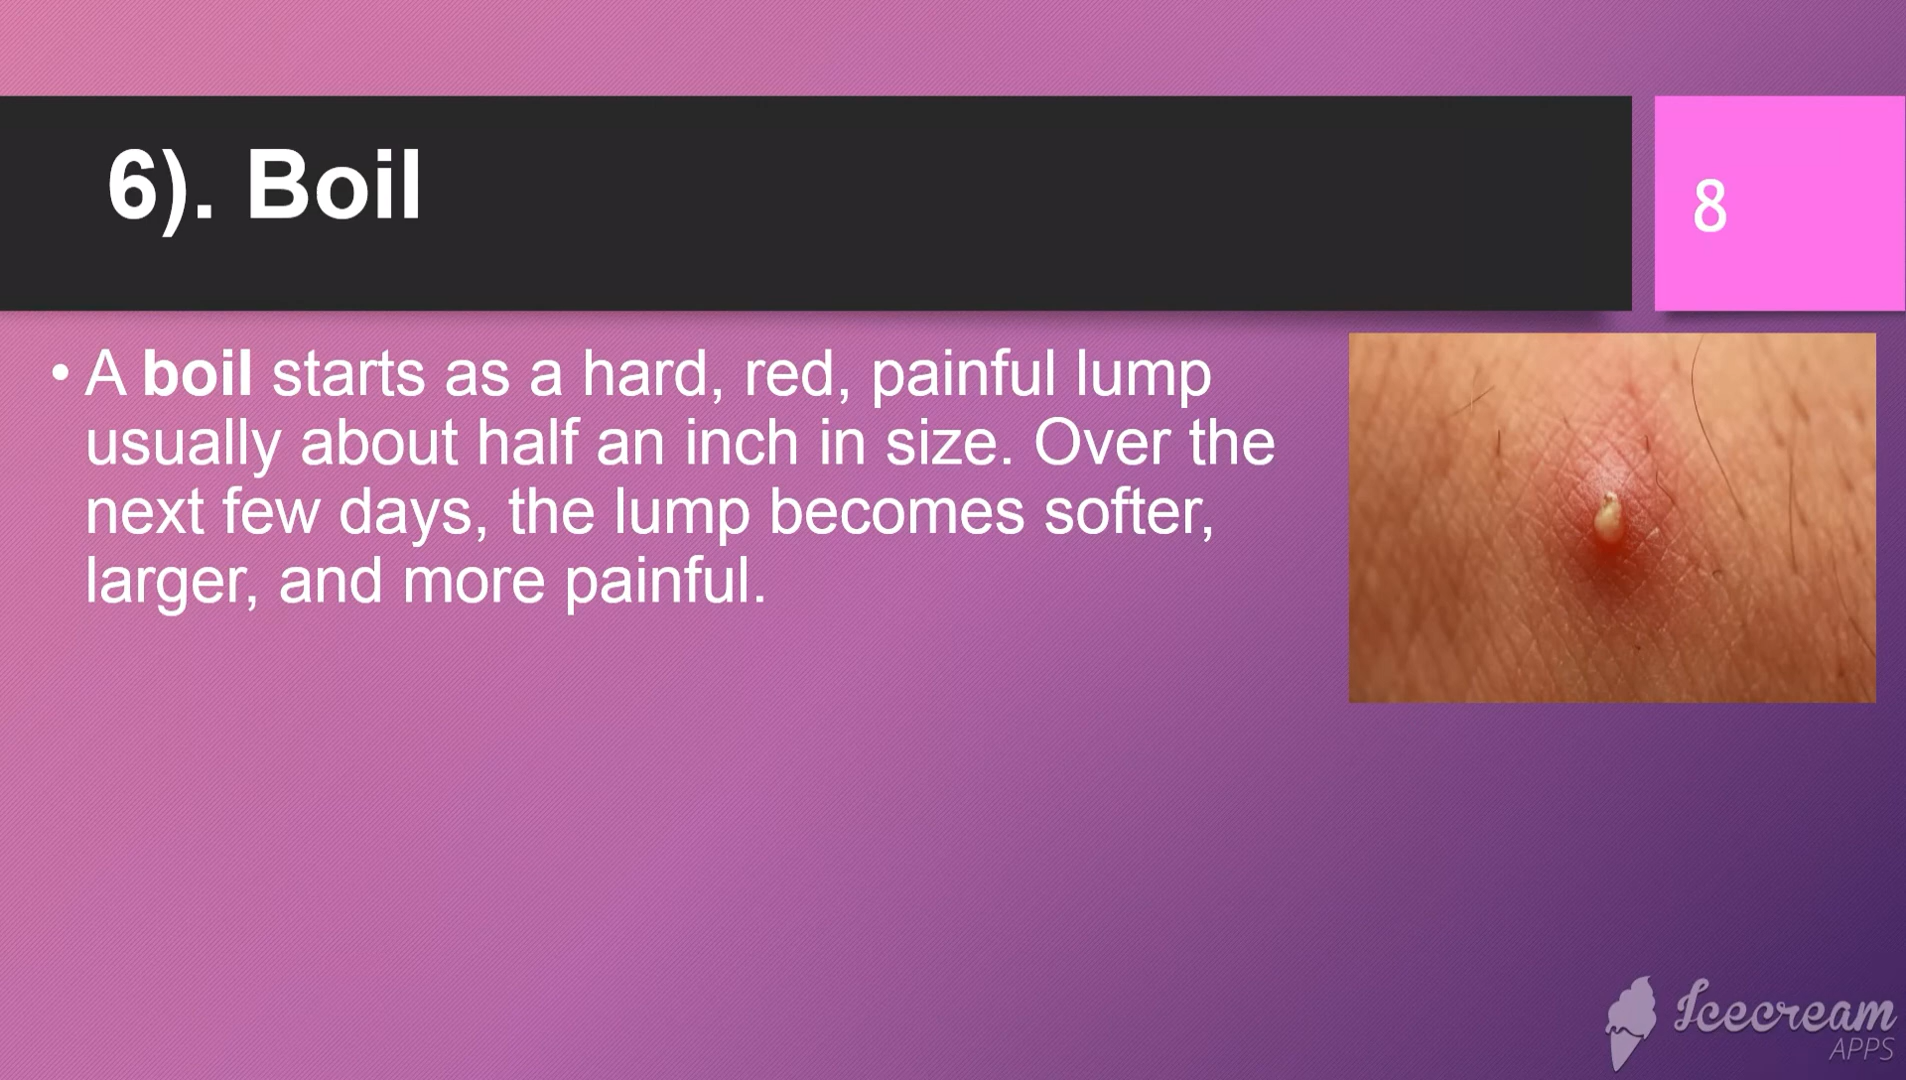 6). Boil
8
• A boil starts as a hard, red, painful lump
usually about half an inch in size. Over the
next few days, the lump becomes softer,
larger, and more painful.
Icecream
APPS